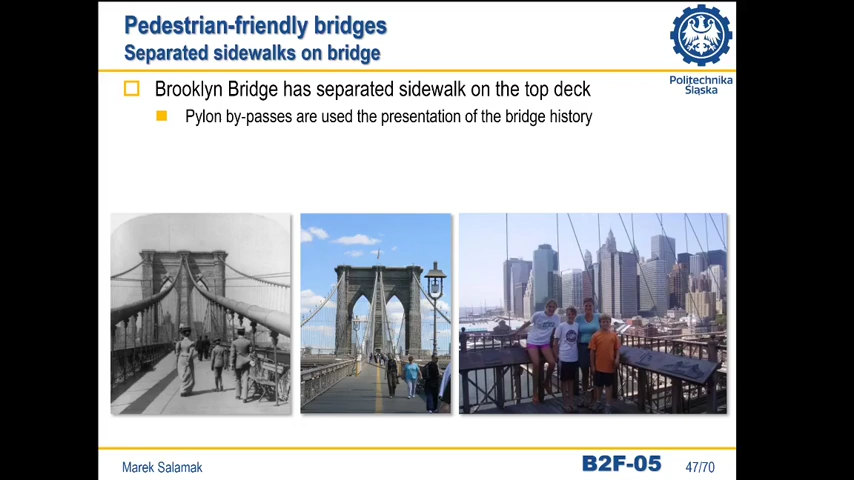 Pedestrian-friendly bridges
Separated sidewalks on bridge
Politechnika
Śląska
Brooklyn Bridge has separated sidewalk on the top deck
Pylon by-passes are used the presentation of the bridge history
Marek Salamak
B2F-05
47/70